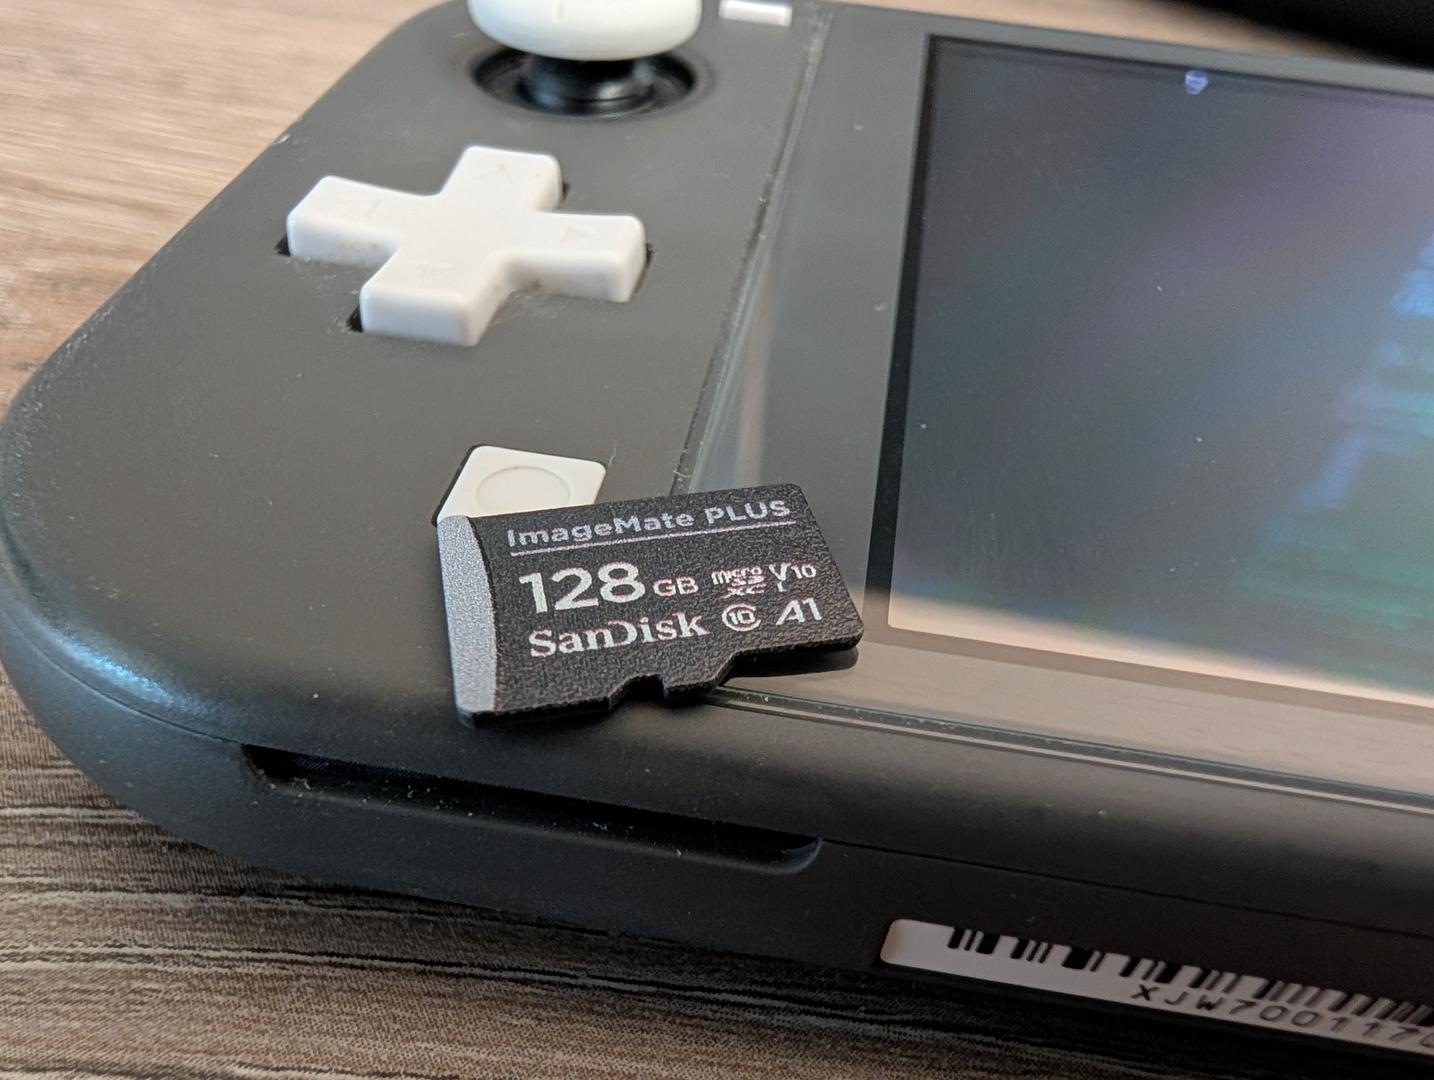 ImageMate PLUS
128 GB micro SD XC I V10
SanDisk 10 A1